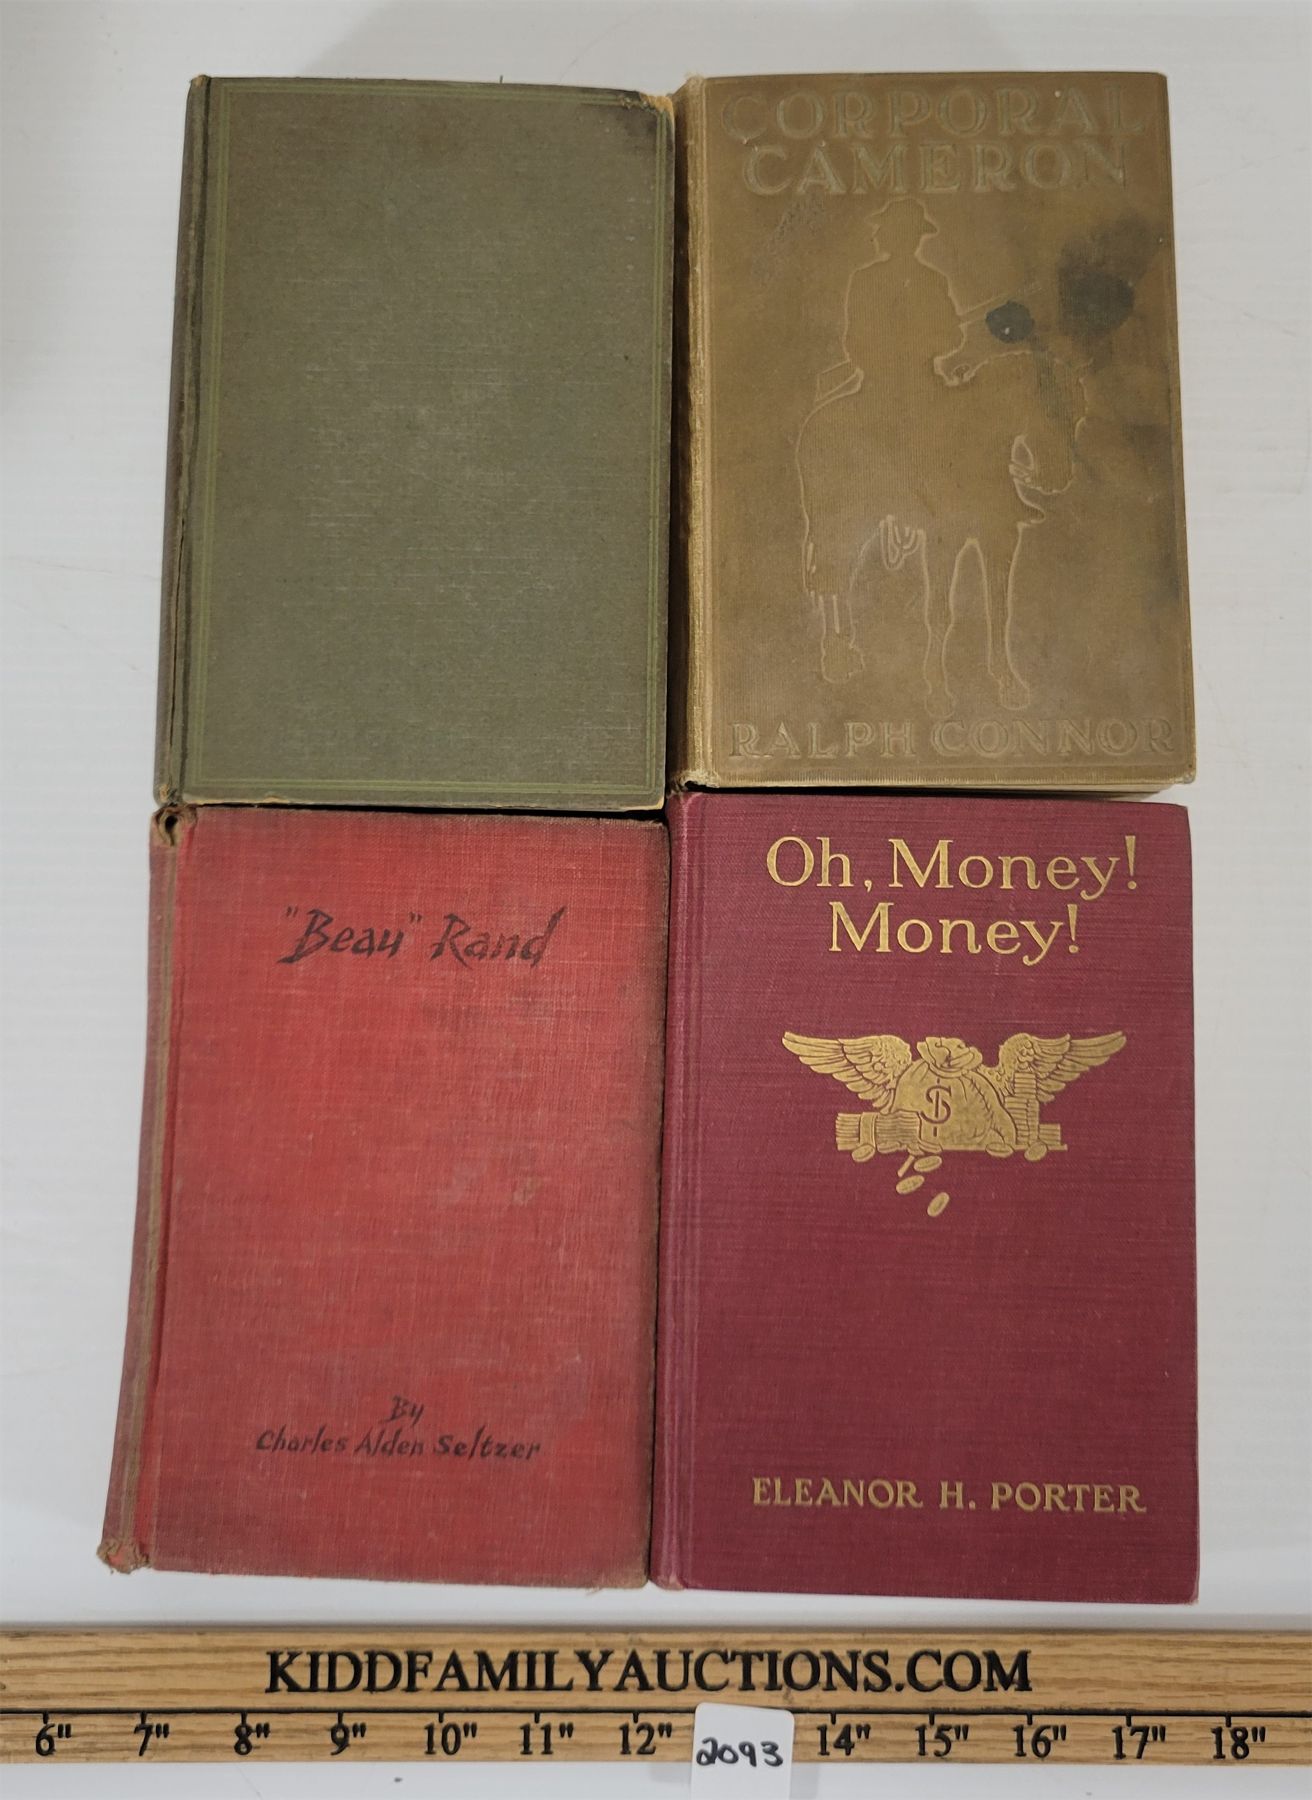 CORPORAL
CAMERON
RALPH CONNOR
"Beau" Rand
By
Charles Alden Seltzer
Oh, Money!
Money!
$
ELEANOR H. PORTER
KIDDFAMILYAUCTIONS.COM
6" 7" 8" 9" 10" 11" 12" 14" 15" 16" 17" 18"
2093